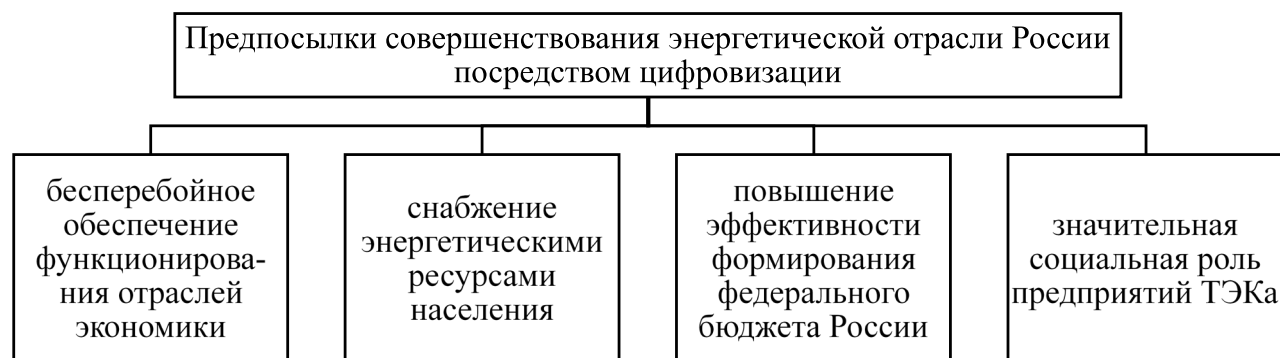 Предпосылки совершенствования энергетической отрасли России
посредством цифровизации
бесперебойное
обеспечение
функционирова-
ния отраслей
экономики
снабжение
энергетическими
ресурсами
населения
повышение
эффективности
формирования
федерального
бюджета России
значительная
социальная роль
предприятий ТЭКа